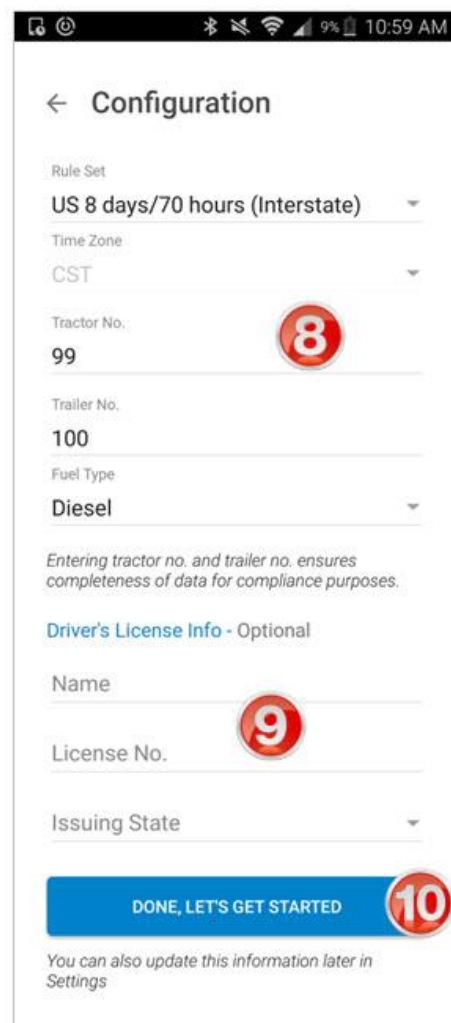 9% 10:59 AM
← Configuration
Rule Set
US 8 days/70 hours (Interstate)
Time Zone
CST
Tractor No.
8
99
Trailer No.
100
Fuel Type
Diesel
Entering tractor no. and trailer no. ensures
completeness of data for compliance purposes.
Driver's License Info - Optional
Name
9
License No.
Issuing State
DONE, LET'S GET STARTED 10
You can also update this information later in
Settings